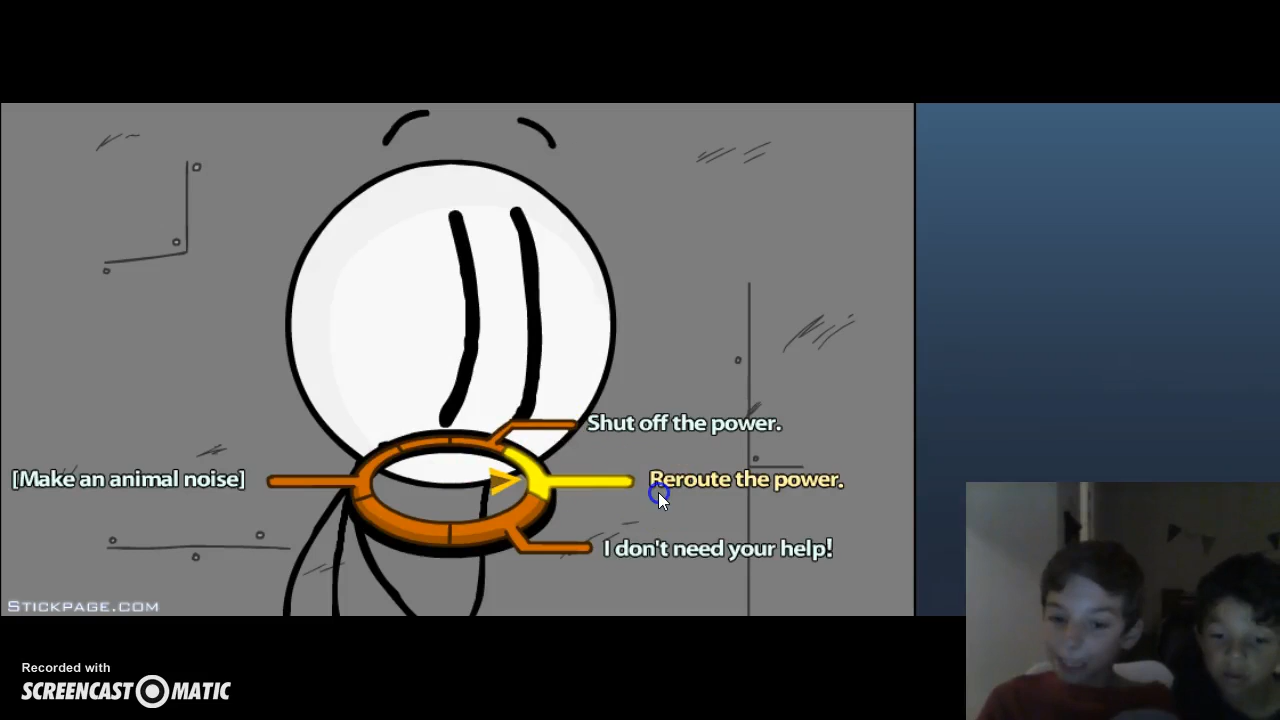 Shut off the power.
[Make an animal noise]
Reroute the power.
I don't need your help!
STICKPAGE.COM
Recorded with
SCREENCAST MATIC